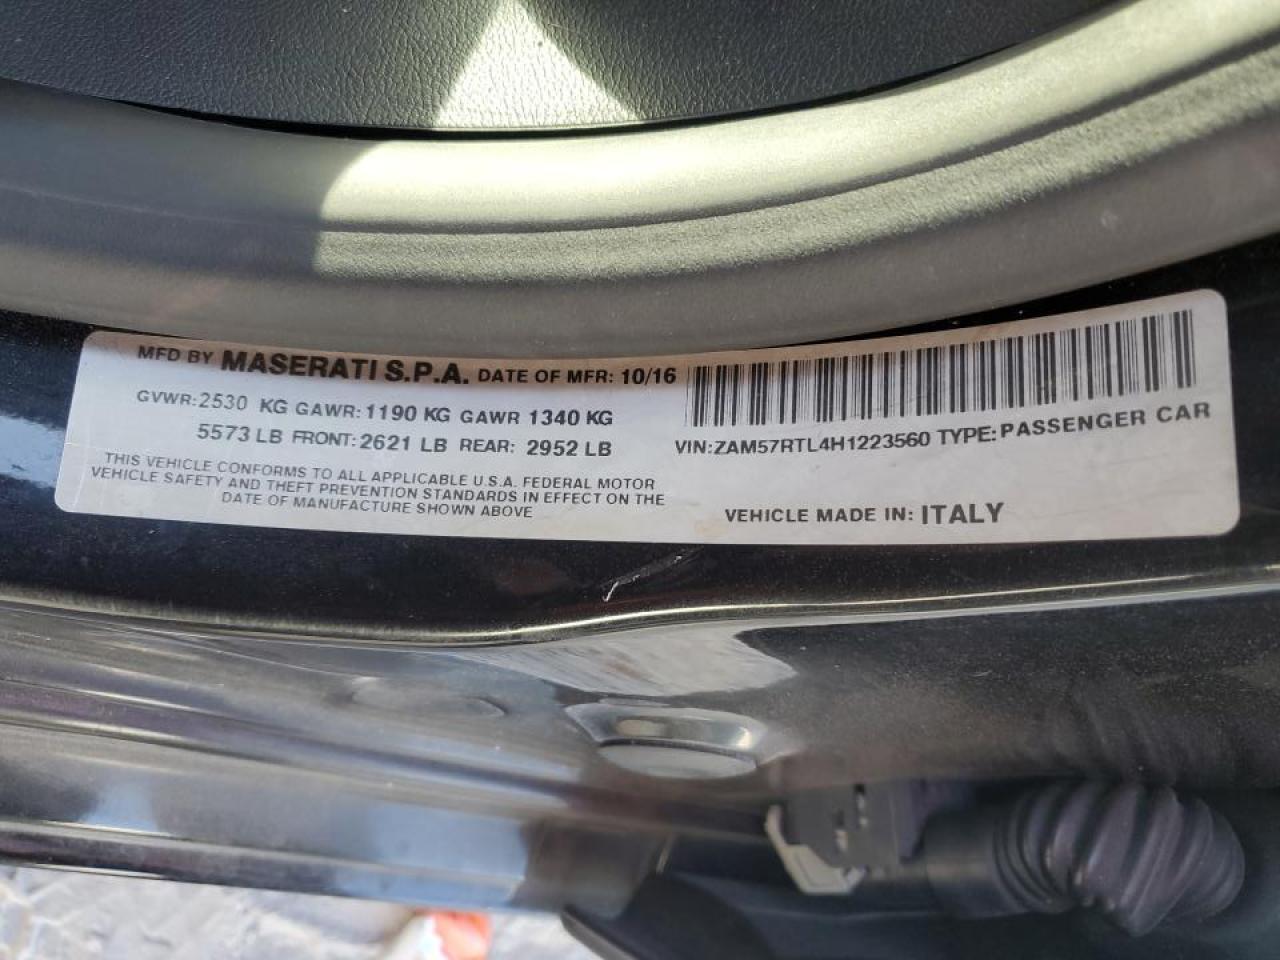 MFD BY MASERATI S.P.A. DATE OF MFR: 10/16
GVWR:2530 KG GAWR:1190 KG GAWR 1340 KG
5573 LB FRONT:2621 LB REAR: 2952 LB
THIS VEHICLE CONFORMS TO ALL APPLICABLE U.S.A. FEDERAL MOTOR
VEHICLE SAFETY AND THEFT PREVENTION STANDARDS IN EFFECT ON THE
DATE OF MANUFACTURE SHOWN ABOVE
VIN:ZAM57RTL4H1223560 TYPE:PASSENGER CAR
VEHICLE MADE IN: ITALY